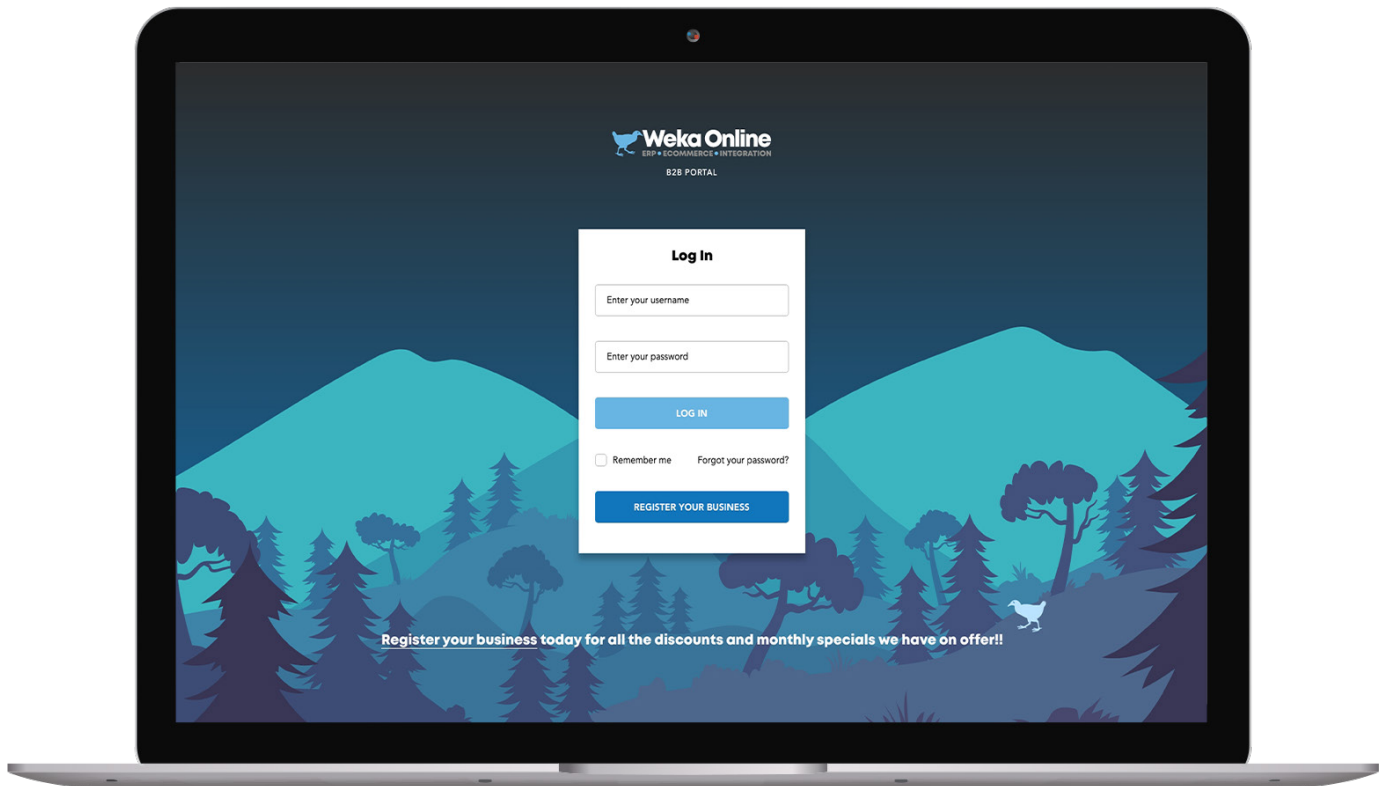 Weka Online
ERP • ECOMMERCE • INTEGRATION
B2B PORTAL
Log In
Enter your username
Enter your password
LOG IN
Remember me Forgot your password?
REGISTER YOUR BUSINESS
Register your business today for all the discounts and monthly specials we have on offer!!